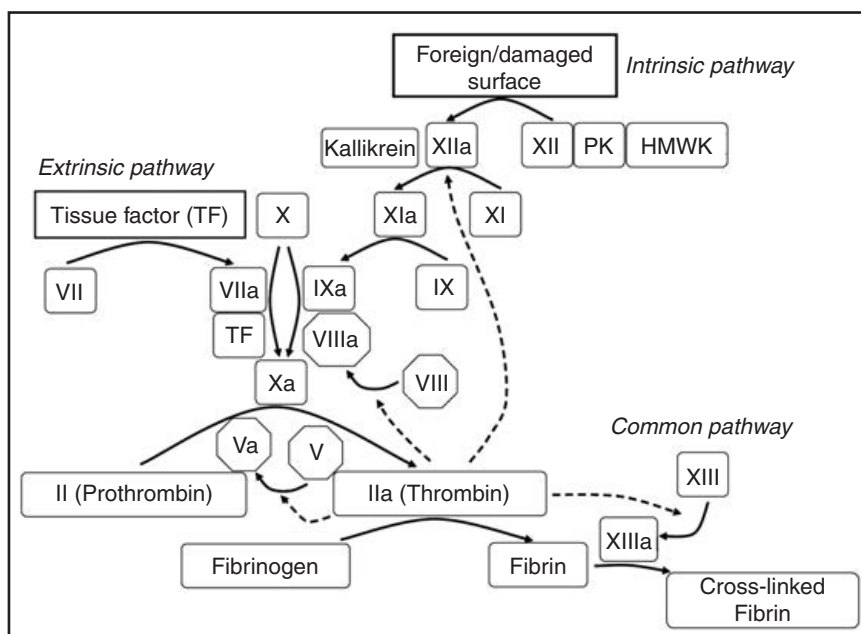 Foreign/damaged
surface
Intrinsic pathway
Kallikrein
XIIa
XII
PK
HMWK
Extrinsic pathway
Tissue factor (TF)
X
XIa
XI
VII
VIIa
IXa
IX
TF
VIIIa
VIII
Xa
Common pathway
Va
V
XIII
II (Prothrombin)
IIa (Thrombin)
XIIIa
Fibrinogen
Fibrin
Cross-linked
Fibrin